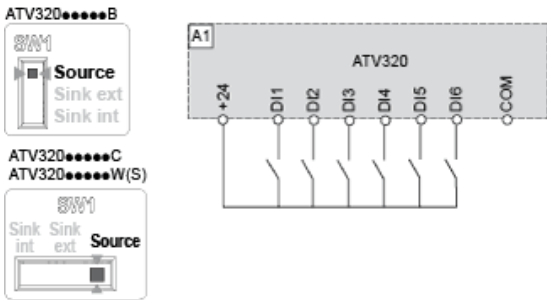 ATV320●●●●●B
SW1
Source
Sink ext
Sink int
ATV320●●●●●C
ATV320●●●●●W(S)
SW1
Sink int
Sink ext
Source
A1
ATV320
+24
DI1
DI2
DI3
DI4
DI5
DI6
COM